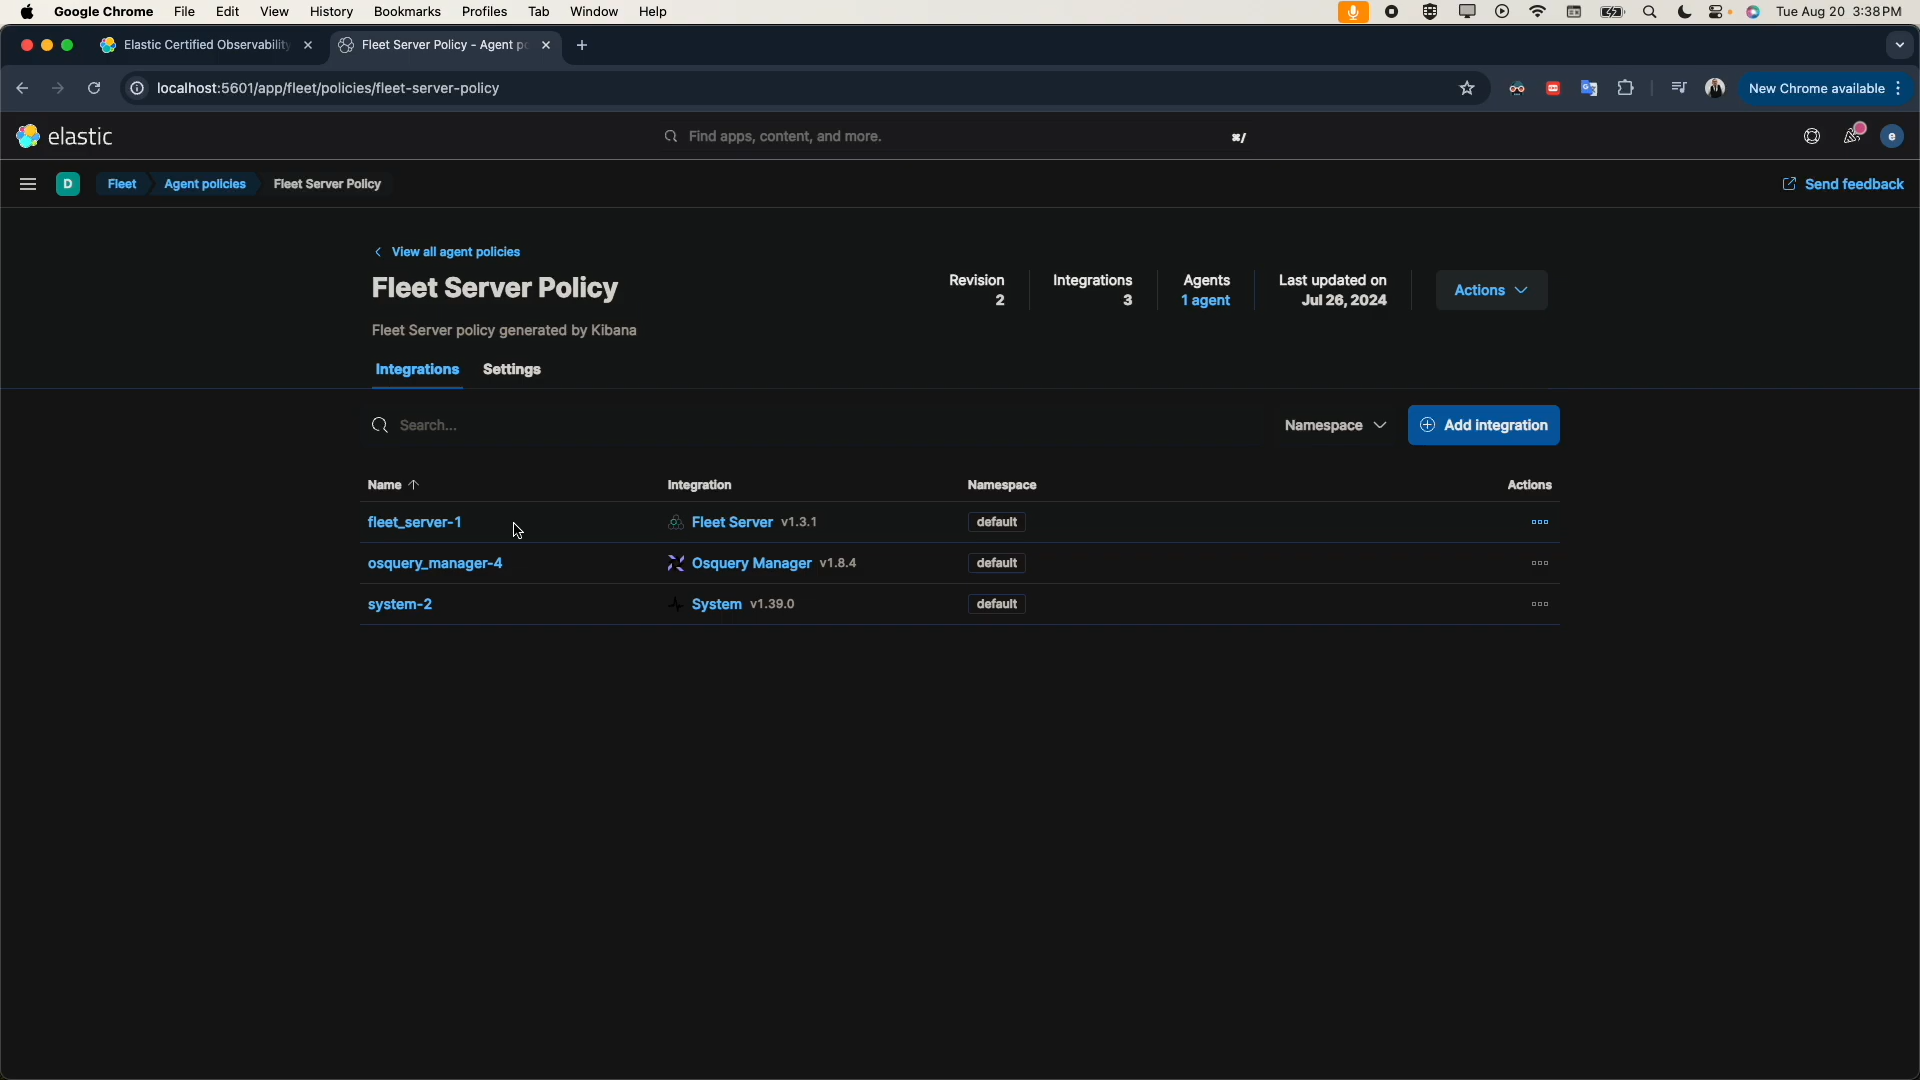 Google Chrome File Edit View History Bookmarks Profiles Tab Window Help Tue Aug 20 3:38 PM
Elastic Certified Observability Fleet Server Policy - Agent po
localhost:5601/app/fleet/policies/fleet-server-policy New Chrome available
elastic Find apps, content, and more. ⌘/ e
D Fleet Agent policies Fleet Server Policy Send feedback
View all agent policies
Fleet Server Policy
Fleet Server policy generated by Kibana
Revision Integrations Agents Last updated on
2 3 1 agent Jul 26, 2024
Actions
Integrations Settings
Search... Namespace Add integration
Name Integration Namespace Actions
fleet_server-1 Fleet Server v1.3.1 default
osquery_manager-4 Osquery Manager v1.8.4 default
system-2 System v1.39.0 default